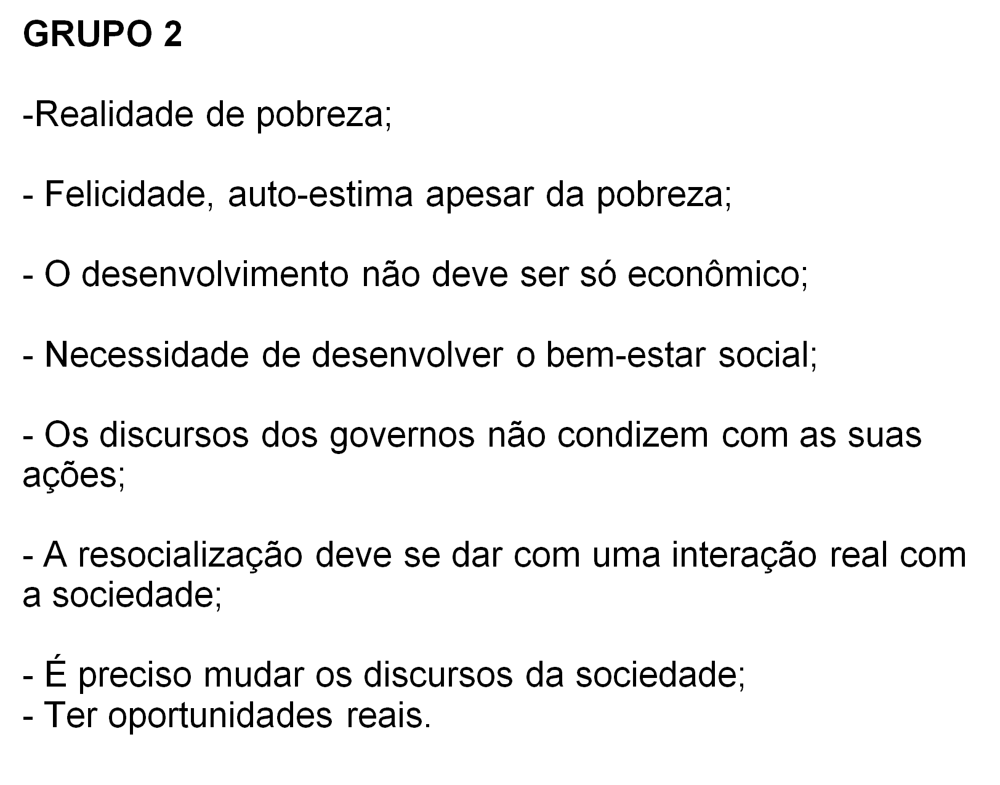 GRUPO 2
-Realidade de pobreza;
- Felicidade, auto-estima apesar da pobreza;
- O desenvolvimento não deve ser só econômico;
- Necessidade de desenvolver o bem-estar social;
- Os discursos dos governos não condizem com as suas
ações;
- A resocialização deve se dar com uma interação real com
a sociedade;
- É preciso mudar os discursos da sociedade;
- Ter oportunidades reais.